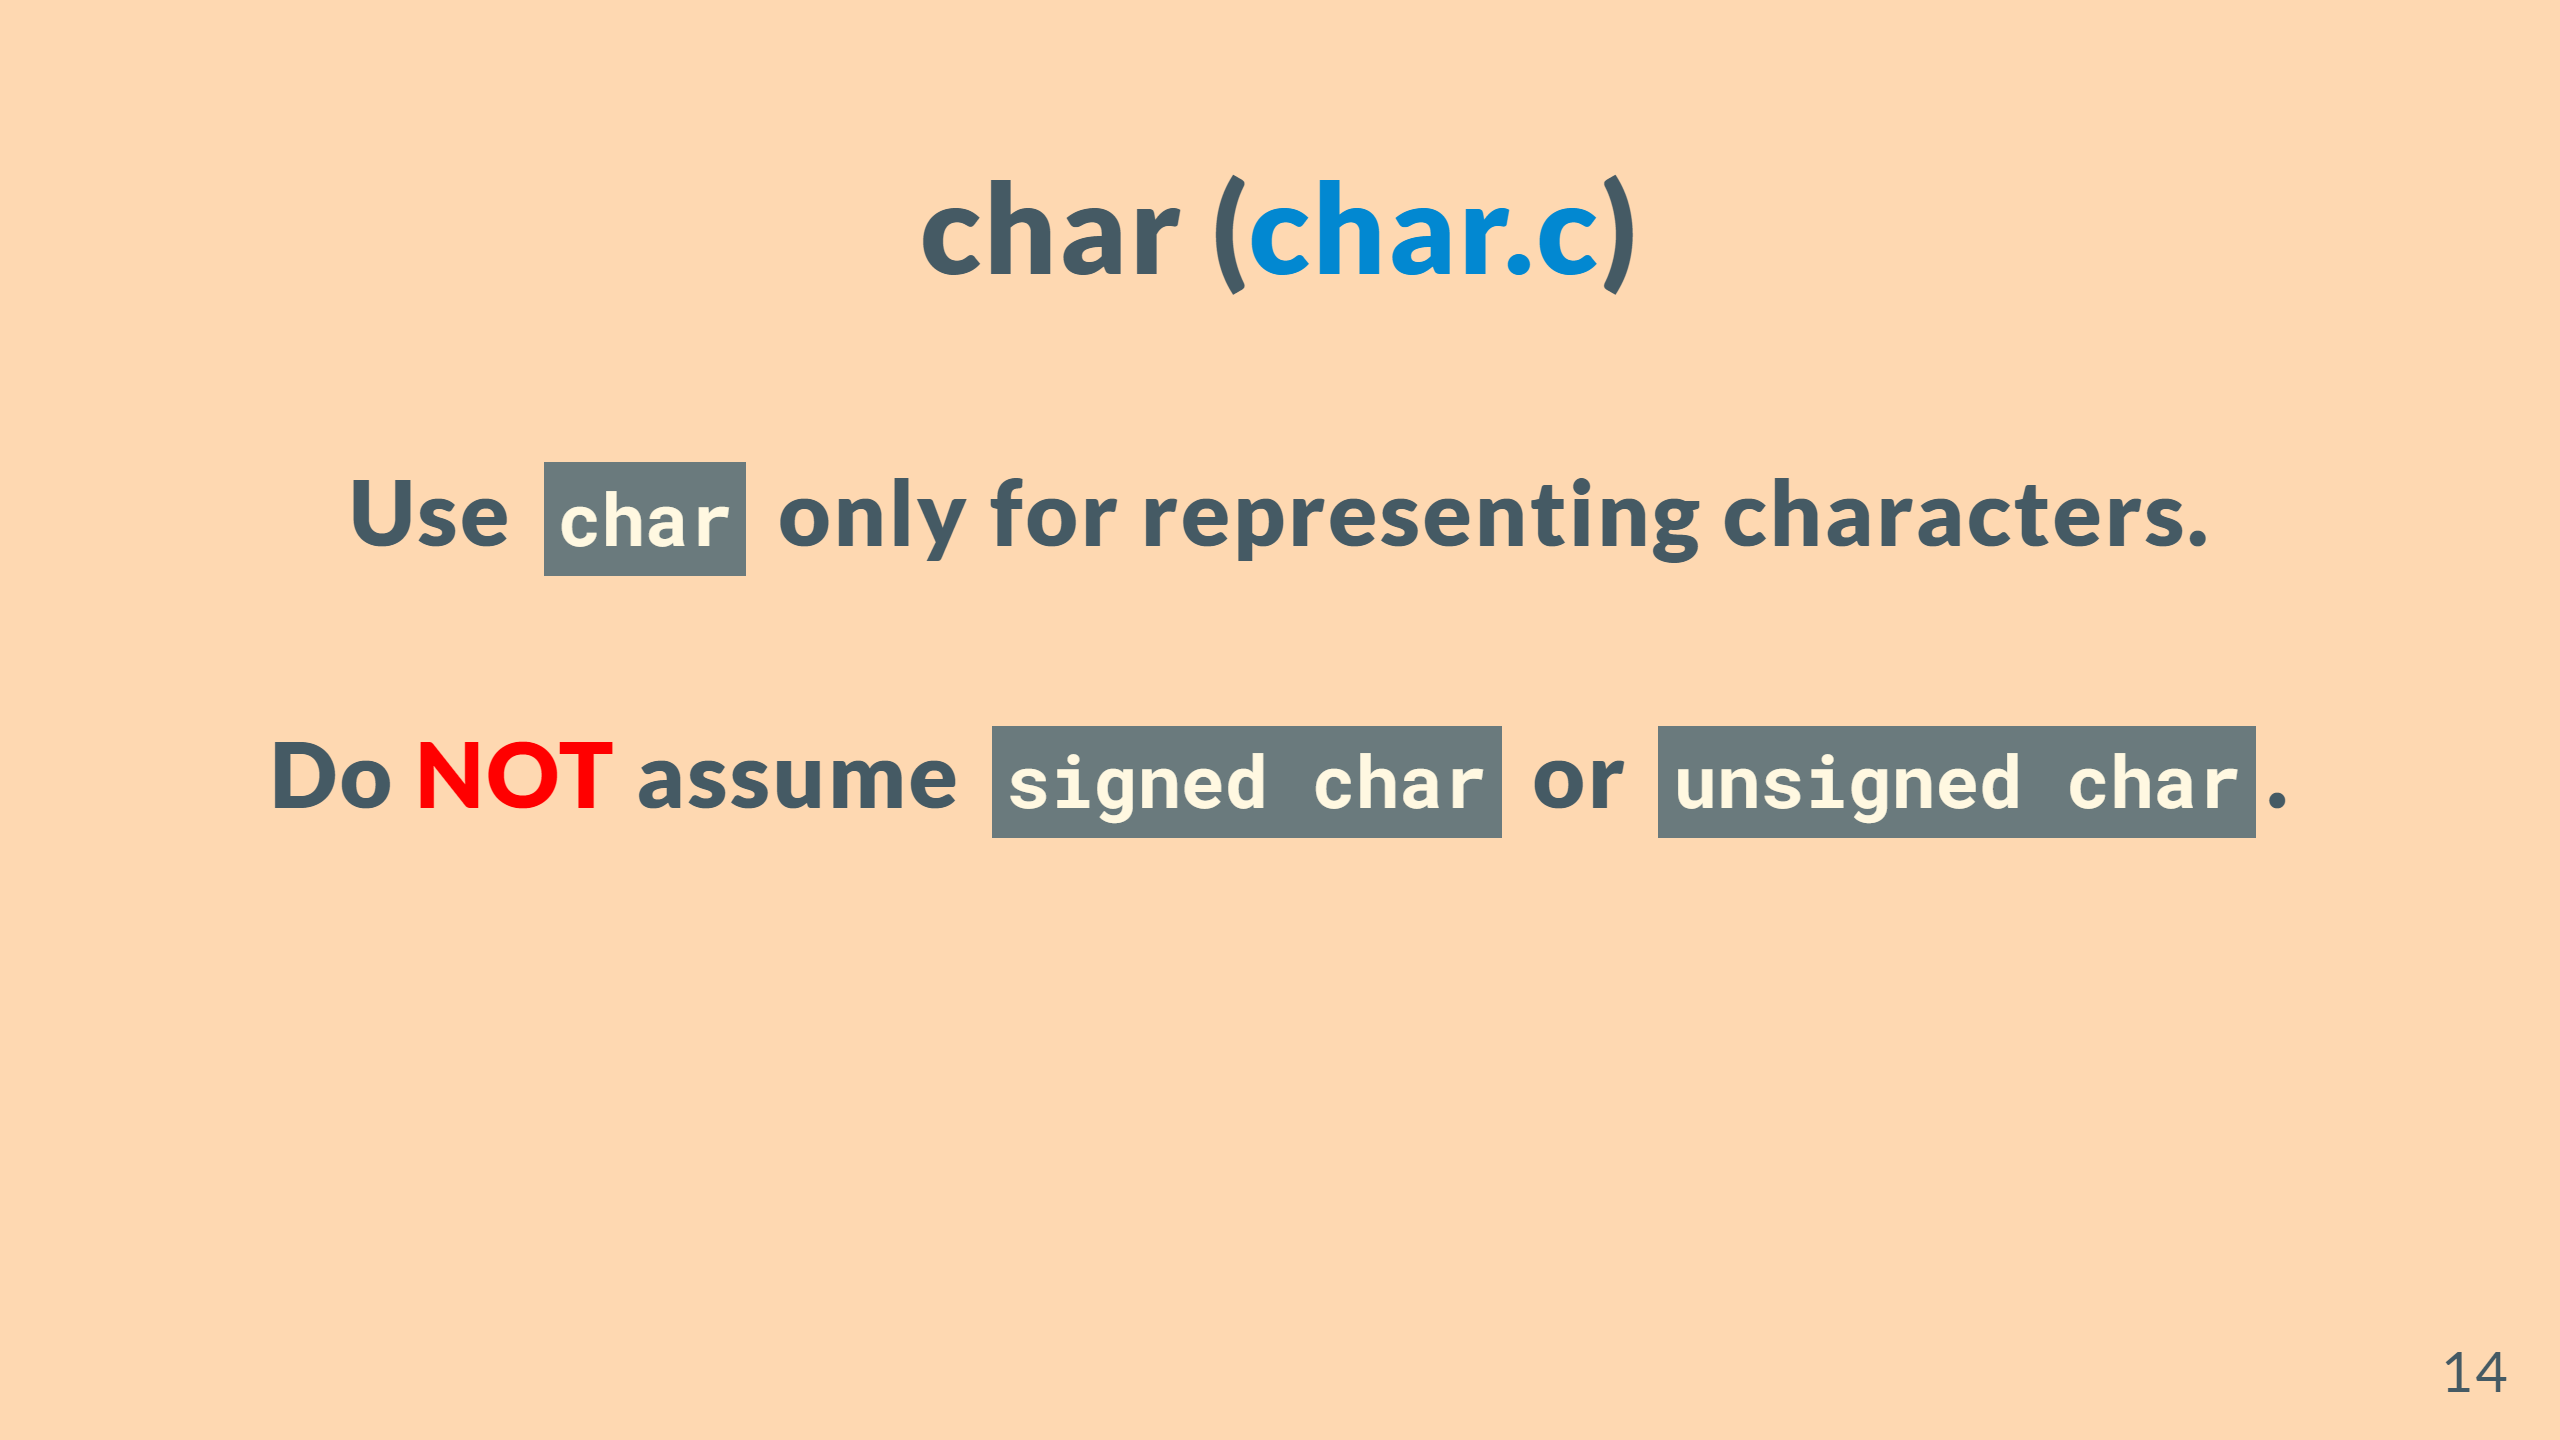 char (char.c)
Use char only for representing characters.
Do NOT assume signed char or unsigned char.
14